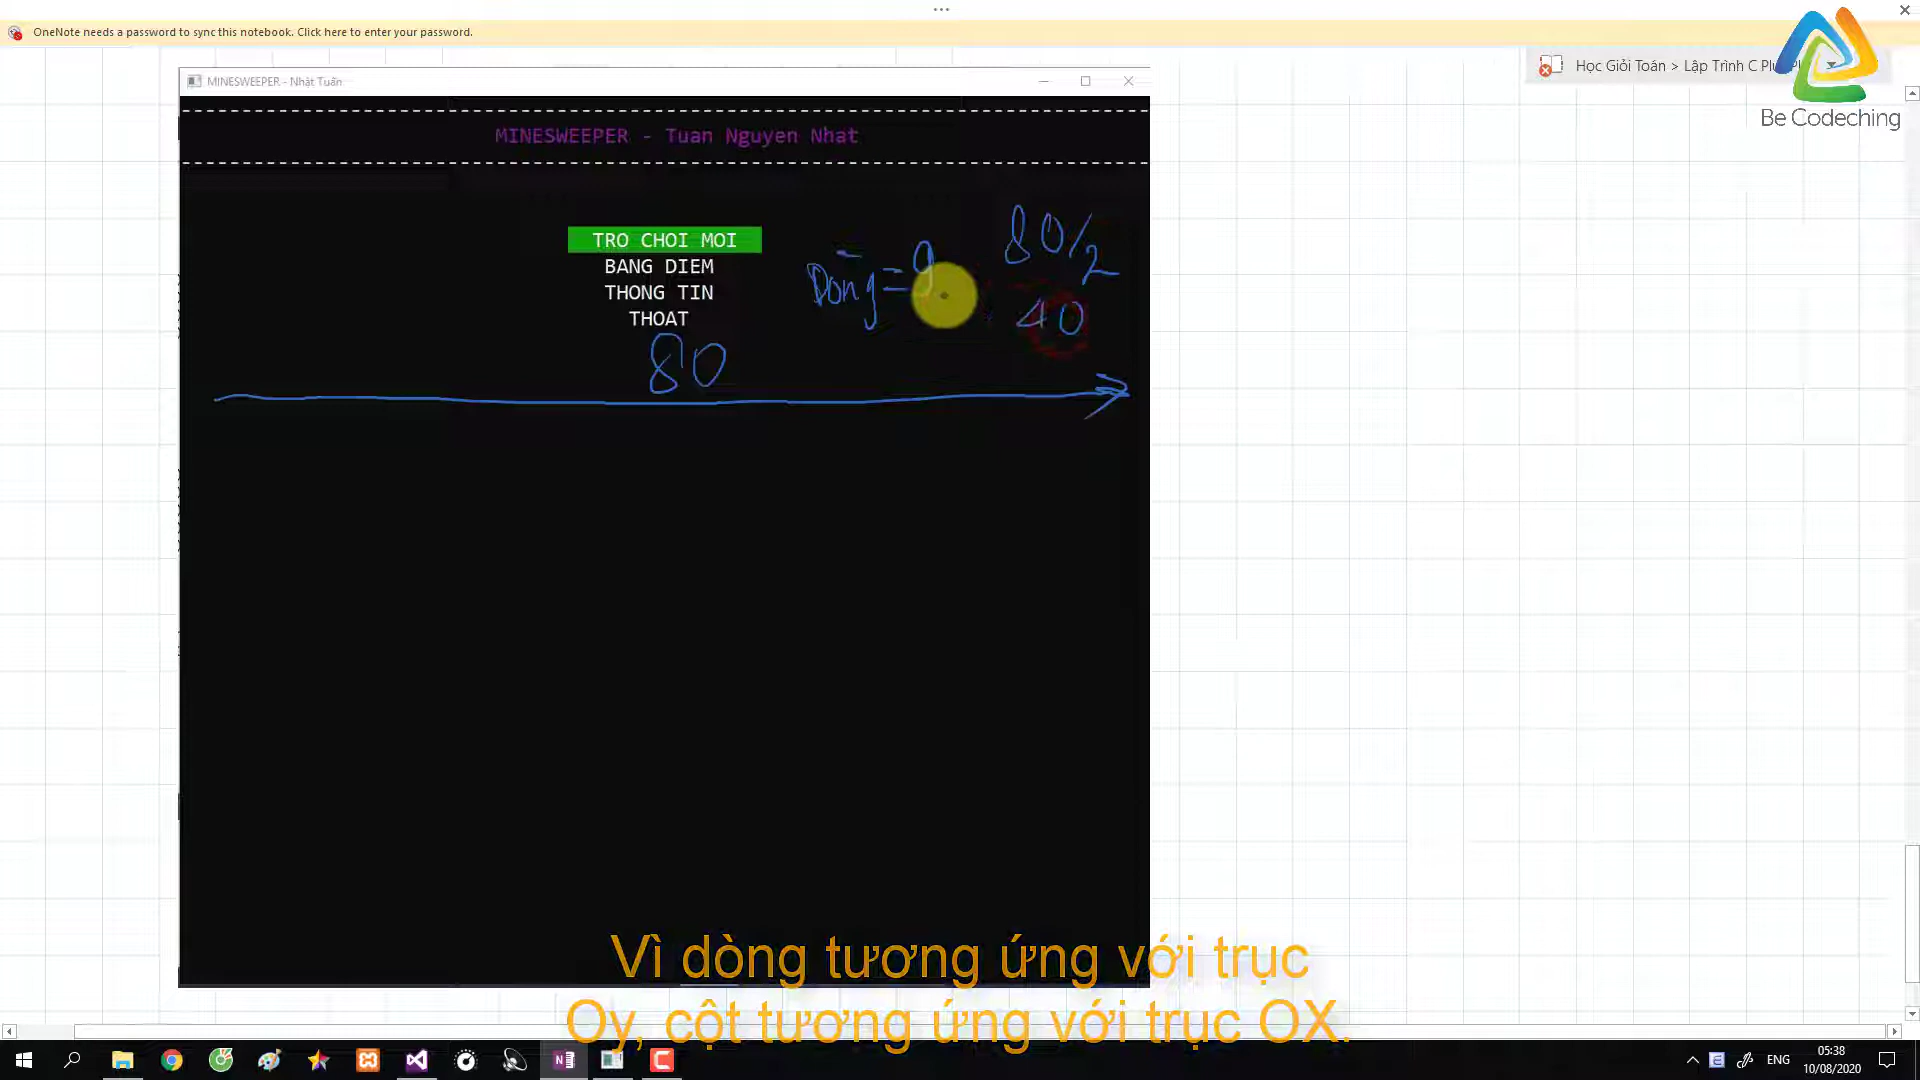 OneNote needs a password to sync this notebook. Click here to enter your password.
Học Giỏi Toán > Lập Trình C Plu
Be Codeching
MINESWEEPER - Nhật Tuấn
MINESWEEPER - Tuan Nguyen Nhat
TRO CHOI MOI
BANG DIEM
THONG TIN
THOAT
Dòng = 9
80/2
40
80
Vì dòng tương ứng với trục
Oy, cột tương ứng với trục OX.
ENG
05:38
10/08/2020